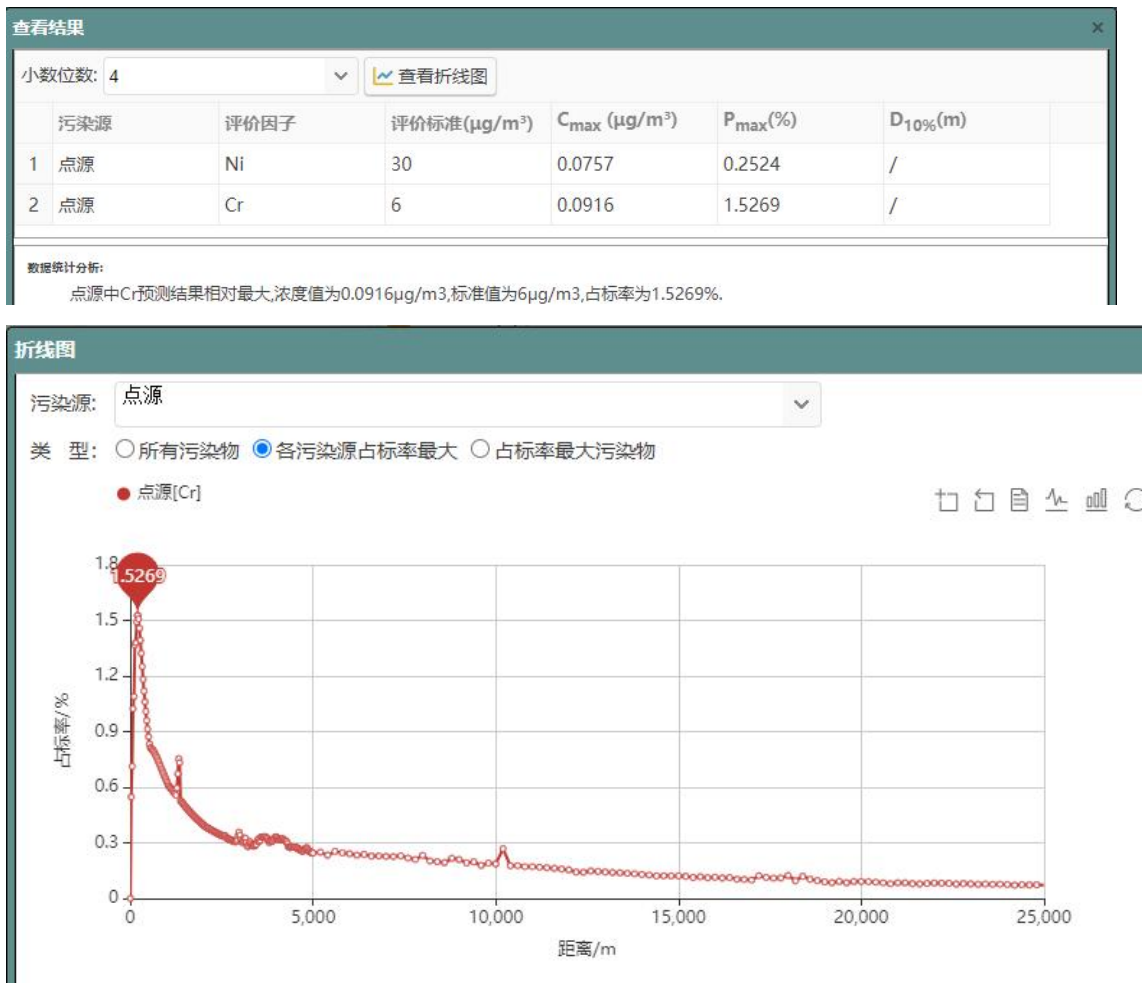 查看结果
小数位数: 4 查看折线图
污染源 评价因子 评价标准(μg/m³) Cmax (μg/m³) Pmax(%) D10%(m)
1 点源 Ni 30 0.0757 0.2524 /
2 点源 Cr 6 0.0916 1.5269 /
数据统计分析:
点源中Cr预测结果相对最大,浓度值为0.0916μg/m3,标准值为6μg/m3,占标率为1.5269%.
折线图
污染源: 点源
类 型: 所有污染物 各污染源占标率最大 占标率最大污染物
点源[Cr]
1.8
1.5269
1.5
1.2
0.9
0.6
0.3
0
占标率/%
0 5,000 10,000 15,000 20,000 25,000
距离/m